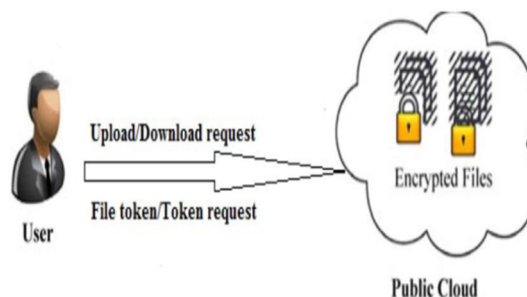 Upload/Download request
File token/Token request
User
Encrypted Files
Public Cloud